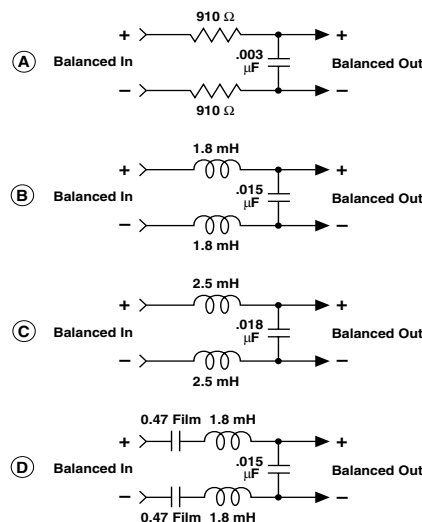 910 Ω
+ +
A Balanced In .003 µF Balanced Out
− −
910 Ω
1.8 mH
+ +
B Balanced In .015 µF Balanced Out
− −
1.8 mH
2.5 mH
+ +
C Balanced In .018 µF Balanced Out
− −
2.5 mH
0.47 Film 1.8 mH
+ +
D Balanced In .015 µF Balanced Out
− −
0.47 Film 1.8 mH